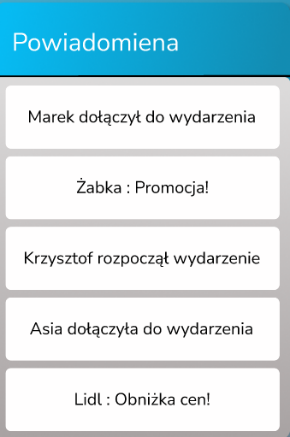 Powiadomiena
Marek dołączył do wydarzenia
Żabka : Promocja!
Krzysztof rozpoczął wydarzenie
Asia dołączyła do wydarzenia
Lidl : Obniżka cen!